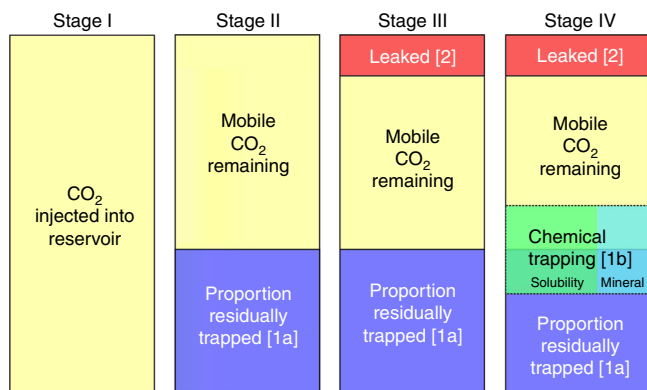 Stage I
CO2
injected into
reservoir
Stage II
Mobile
CO2
remaining
Proportion
residually
trapped [1a]
Stage III
Leaked [2]
Mobile
CO2
remaining
Proportion
residually
trapped [1a]
Stage IV
Leaked [2]
Mobile
CO2
remaining
Chemical
trapping [1b]
Solubility Mineral
Proportion
residually
trapped [1a]